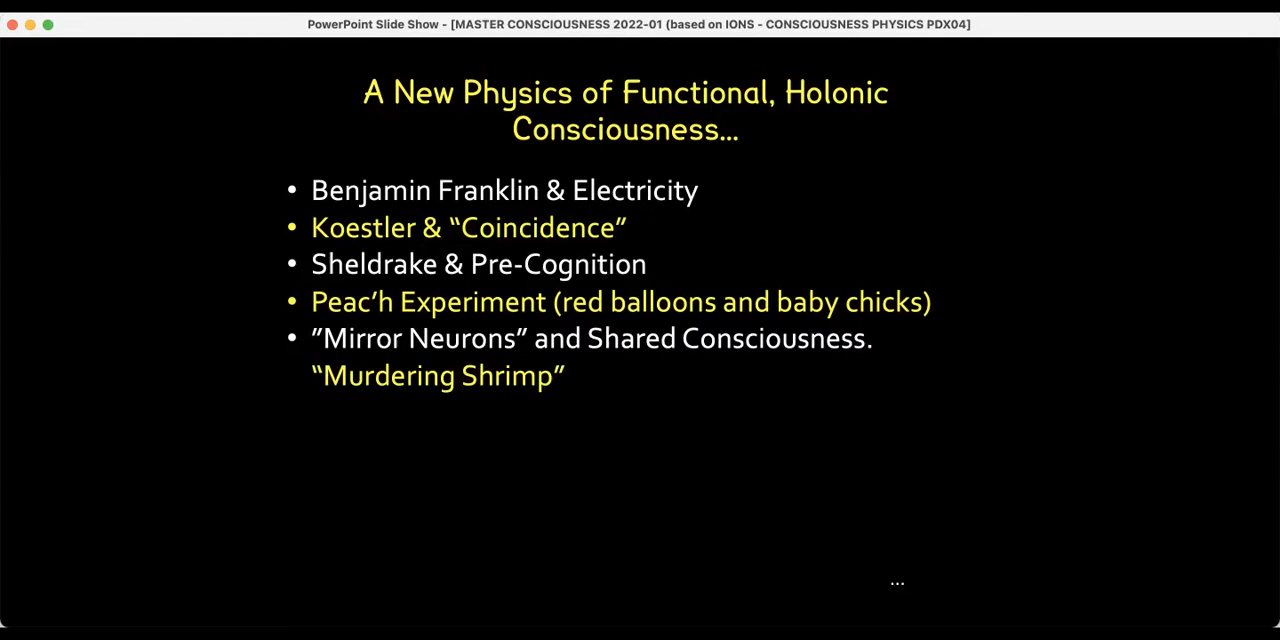 PowerPoint Slide Show - [MASTER CONSCIOUSNESS 2022-01 (based on IONS - CONSCIOUSNESS PHYSICS PDX04]
A New Physics of Functional, Holonic
Consciousness...
• Benjamin Franklin & Electricity
• Koestler & “Coincidence”
• Sheldrake & Pre-Cognition
• Peac’h Experiment (red balloons and baby chicks)
• ”Mirror Neurons” and Shared Consciousness.
“Murdering Shrimp”
...